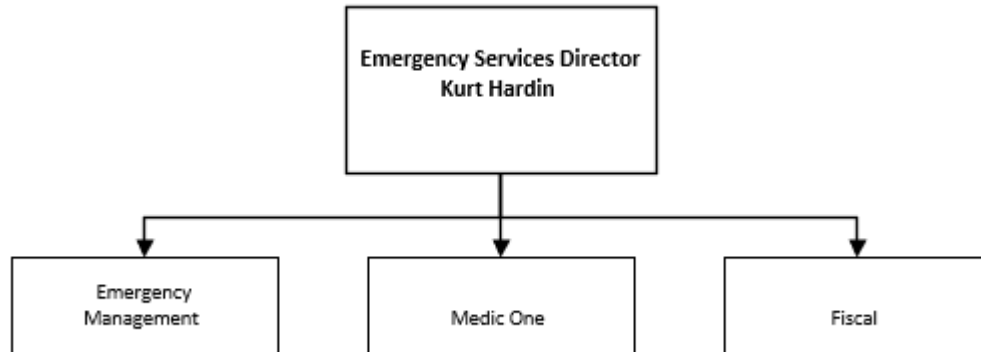 Emergency Services Director
Kurt Hardin
Emergency
Management
Medic One
Fiscal